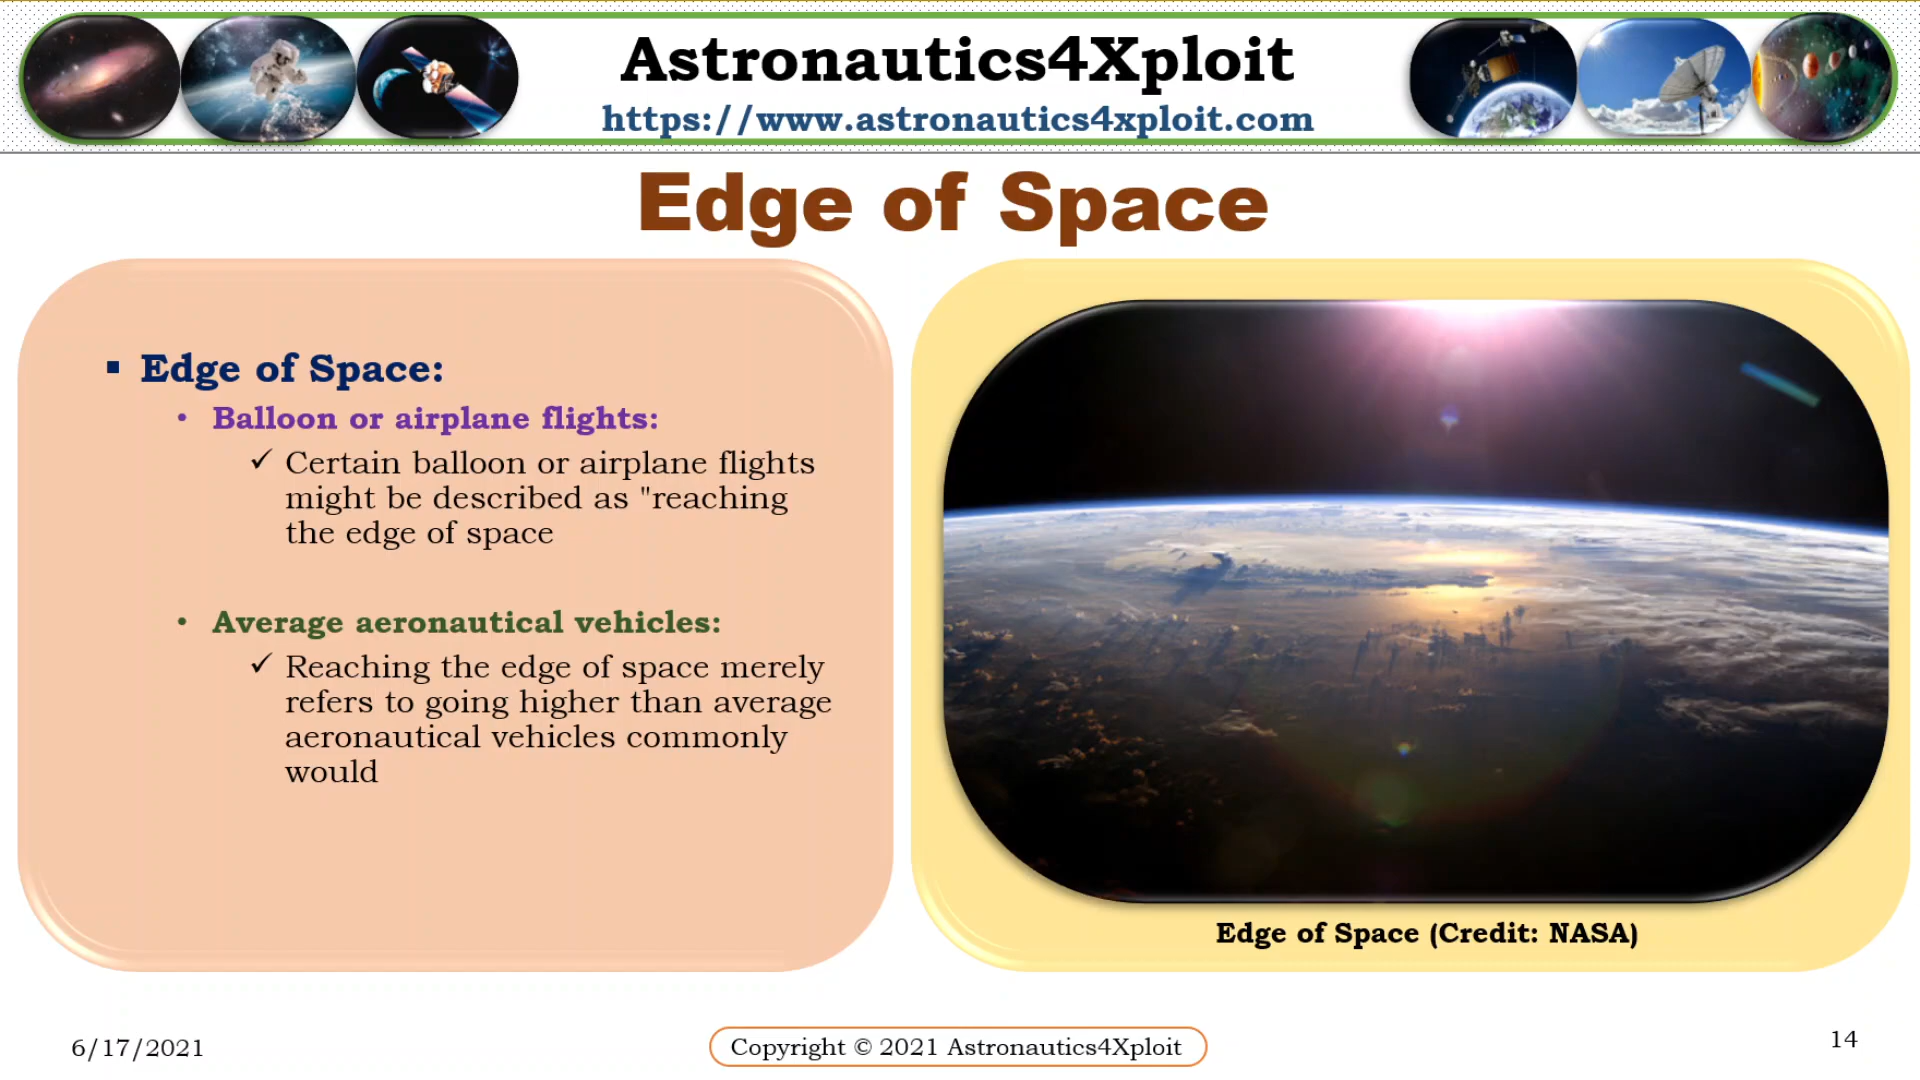 Astronautics4Xploit
https://www.astronautics4xploit.com
Edge of Space
▪ Edge of Space:
• Balloon or airplane flights:
✓ Certain balloon or airplane flights
might be described as "reaching
the edge of space
• Average aeronautical vehicles:
✓ Reaching the edge of space merely
refers to going higher than average
aeronautical vehicles commonly
would
Edge of Space (Credit: NASA)
6/17/2021
Copyright © 2021 Astronautics4Xploit
14